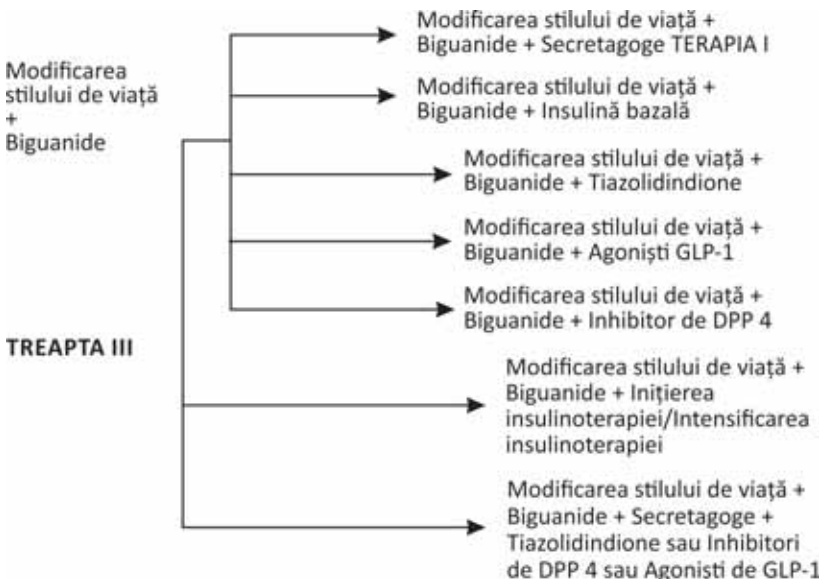 Modificarea
stilului de viață
+
Biguanide
Modificarea stilului de viață +
Biguanide + Secretagoge TERAPIA I
Modificarea stilului de viață +
Biguanide + Insulină bazală
Modificarea stilului de viață +
Biguanide + Tiazolidindione
Modificarea stilului de viață +
Biguanide + Agoniști GLP-1
Modificarea stilului de viață +
Biguanide + Inhibitor de DPP 4
TREAPTA III
Modificarea stilului de viață +
Biguanide + Inițierea
insulinoterapiei/Intensificarea
insulinoterapiei
Modificarea stilului de viață +
Biguanide + Secretagoge +
Tiazolidindione sau Inhibitori
de DPP 4 sau Agoniști de GLP-1